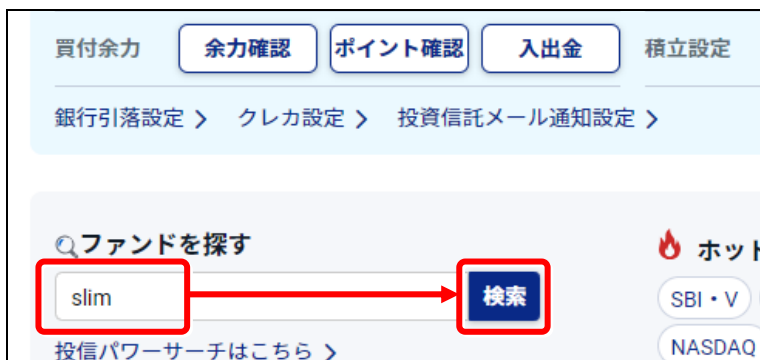 買付余力 余力確認 ポイント確認 入出金 積立設定
銀行引落設定 クレカ設定 投資信託メール通知設定
ファンドを探す
slim 検索
投信パワーサーチはこちら
ホット
SBI・V
NASDAQ